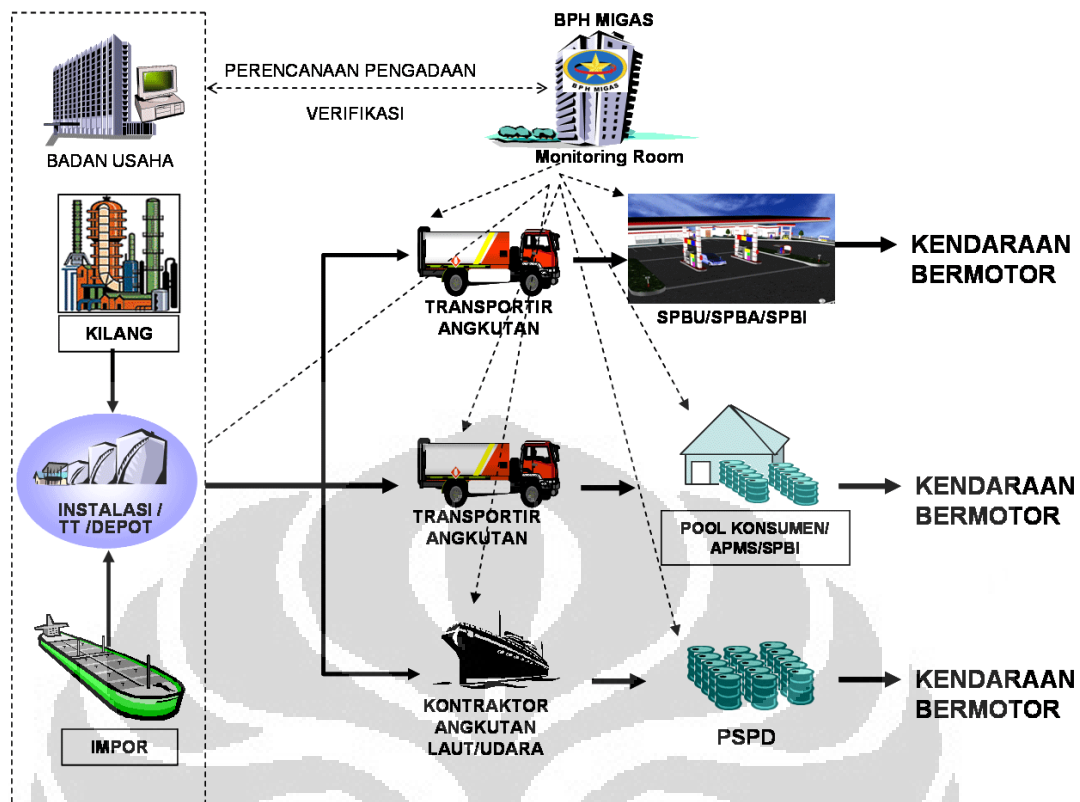 BPH MIGAS
BPH MIGAS
PERENCANAAN PENGADAAN
VERIFIKASI
BADAN USAHA
Monitoring Room
KILANG
TRANSPORTIR
ANGKUTAN
SPBU/SPBA/SPBI
KENDARAAN
BERMOTOR
INSTALASI /
TT /DEPOT
TRANSPORTIR
ANGKUTAN
POOL KONSUMEN/
APMS/SPBI
KENDARAAN
BERMOTOR
IMPOR
KONTRAKTOR
ANGKUTAN
LAUT/UDARA
PSPD
KENDARAAN
BERMOTOR